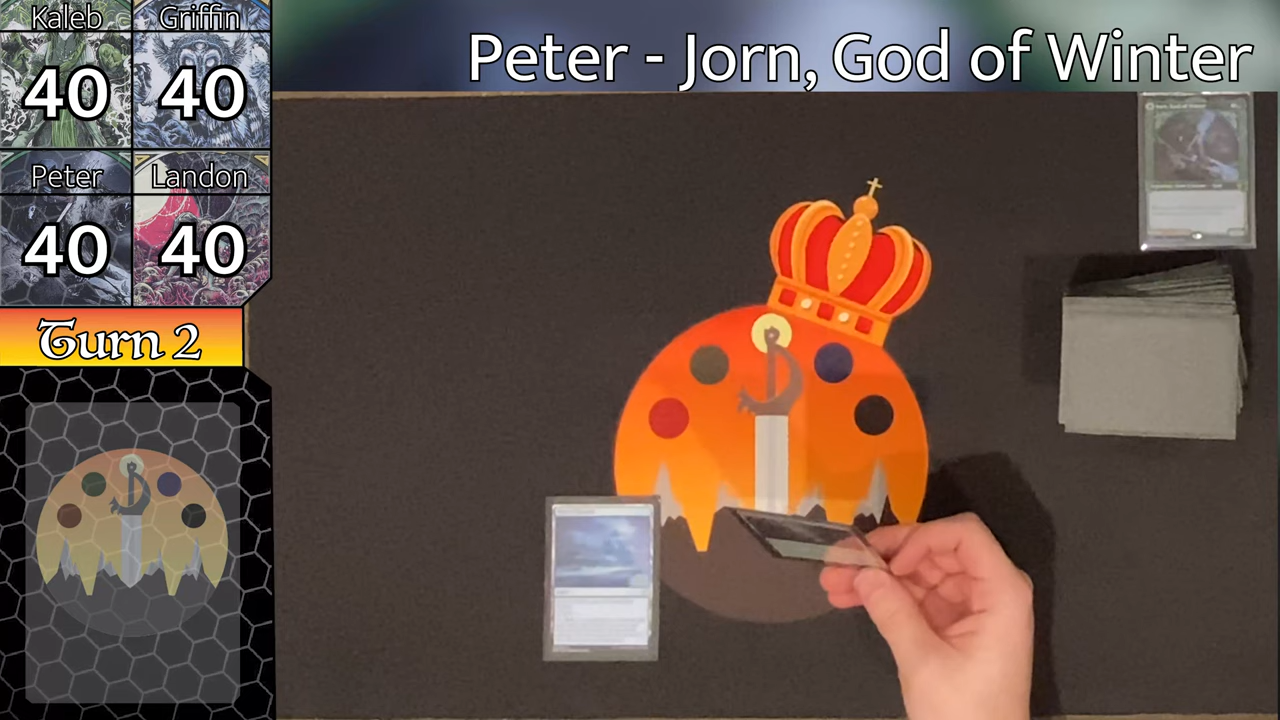 Kaleb
Griffin
40
40
Peter
Landon
40
40
Turn 2
Peter - Jorn, God of Winter